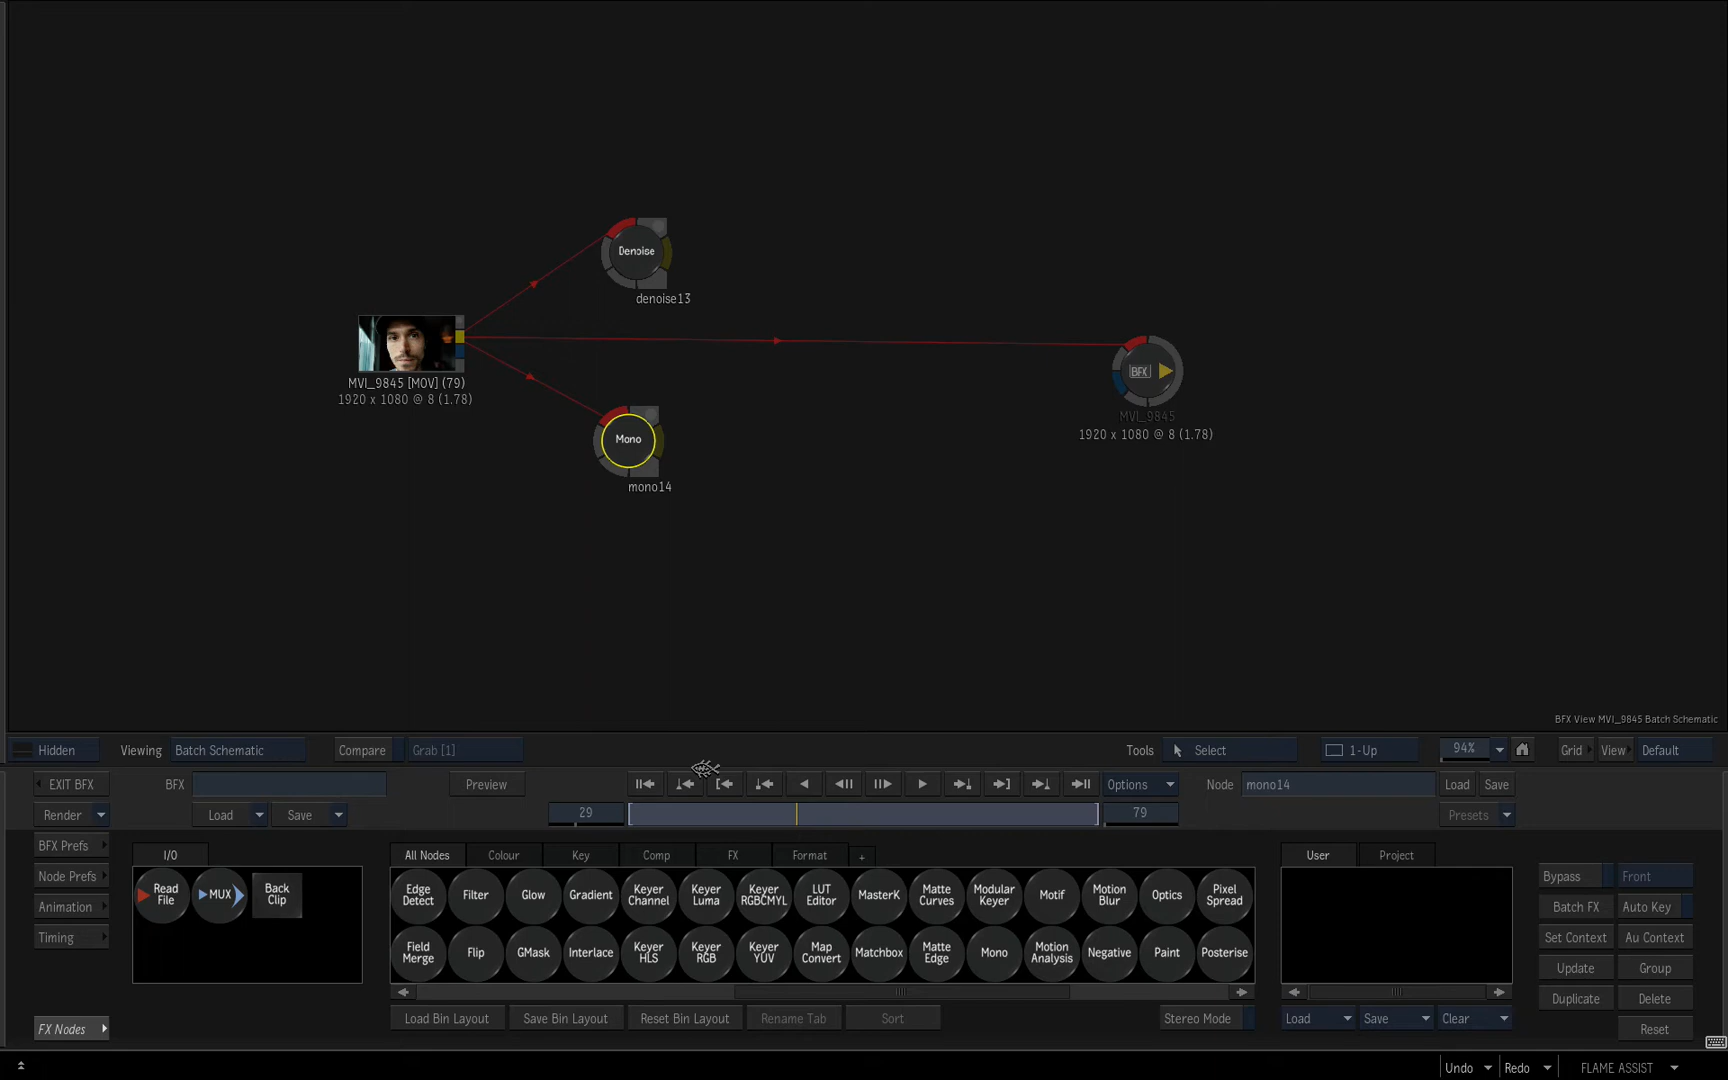 Denoise
denoise13
MVI_9845 [MOV] (79)
1920 x 1080 @ 8 (1.78)
BFX
MVI_9845
1920 x 1080 @ 8 (1.78)
Mono
mono14
BFX View MVI_9845 Batch Schematic
Hidden
Viewing
Batch Schematic
Compare
Grab [1]
Tools
Select
1-Up
94%
Grid
View
Default
EXIT BFX
BFX
Preview
Options
Node
mono14
Load
Save
Render
Load
Save
29
79
Presets
BFX Prefs
Node Prefs
Animation
Timing
FX Nodes
I/O
Read File
MUX
Back Clip
All Nodes
Colour
Key
Comp
FX
Format
+
Edge Detect
Filter
Glow
Gradient
Keyer Channel
Keyer Luma
Keyer RGBCMYL
LUT Editor
MasterK
Matte Curves
Modular Keyer
Motif
Motion Blur
Optics
Pixel Spread
Field Merge
Flip
GMask
Interlace
Keyer HLS
Keyer RGB
Keyer YUV
Map Convert
Matchbox
Matte Edge
Mono
Motion Analysis
Negative
Paint
Posterise
Load Bin Layout
Save Bin Layout
Reset Bin Layout
Rename Tab
Sort
Stereo Mode
User
Project
Load
Save
Clear
Bypass
Front
Batch FX
Auto Key
Set Context
Au Context
Update
Group
Duplicate
Delete
Reset
Undo
Redo
FLAME ASSIST